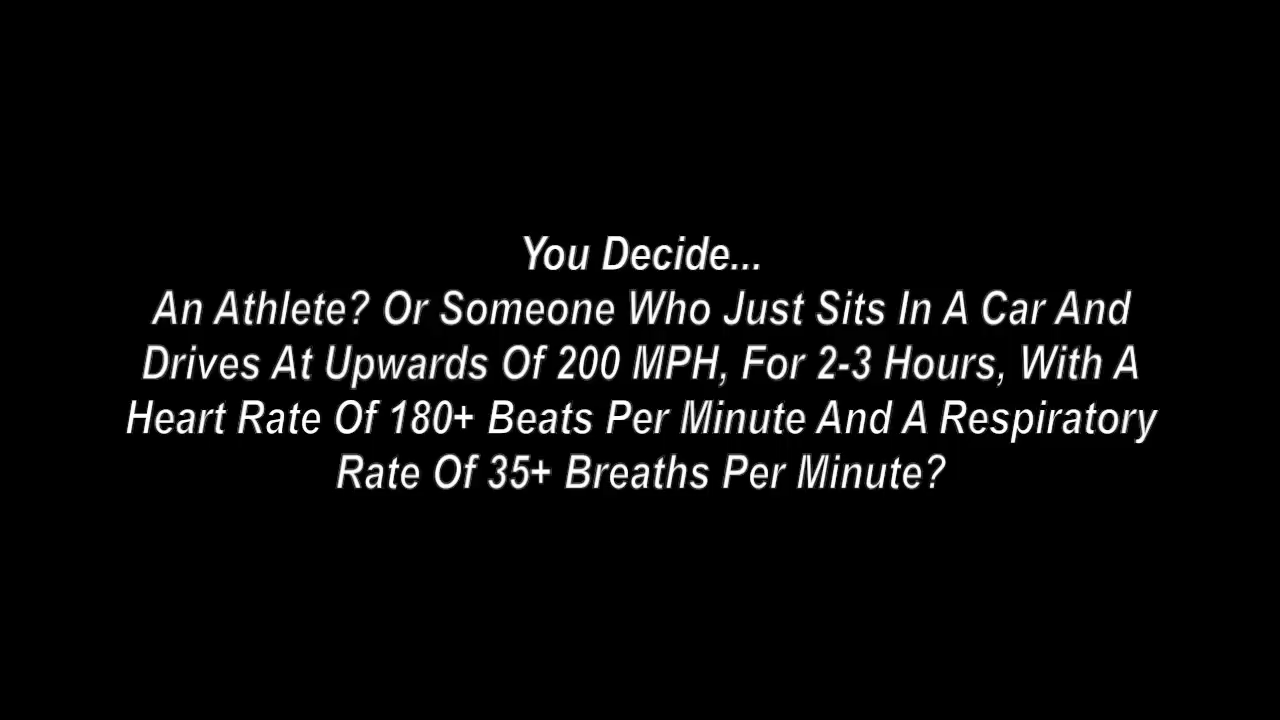 You Decide...
An Athlete? Or Someone Who Just Sits In A Car And
Drives At Upwards Of 200 MPH, For 2-3 Hours, With A
Heart Rate Of 180+ Beats Per Minute And A Respiratory
Rate Of 35+ Breaths Per Minute?